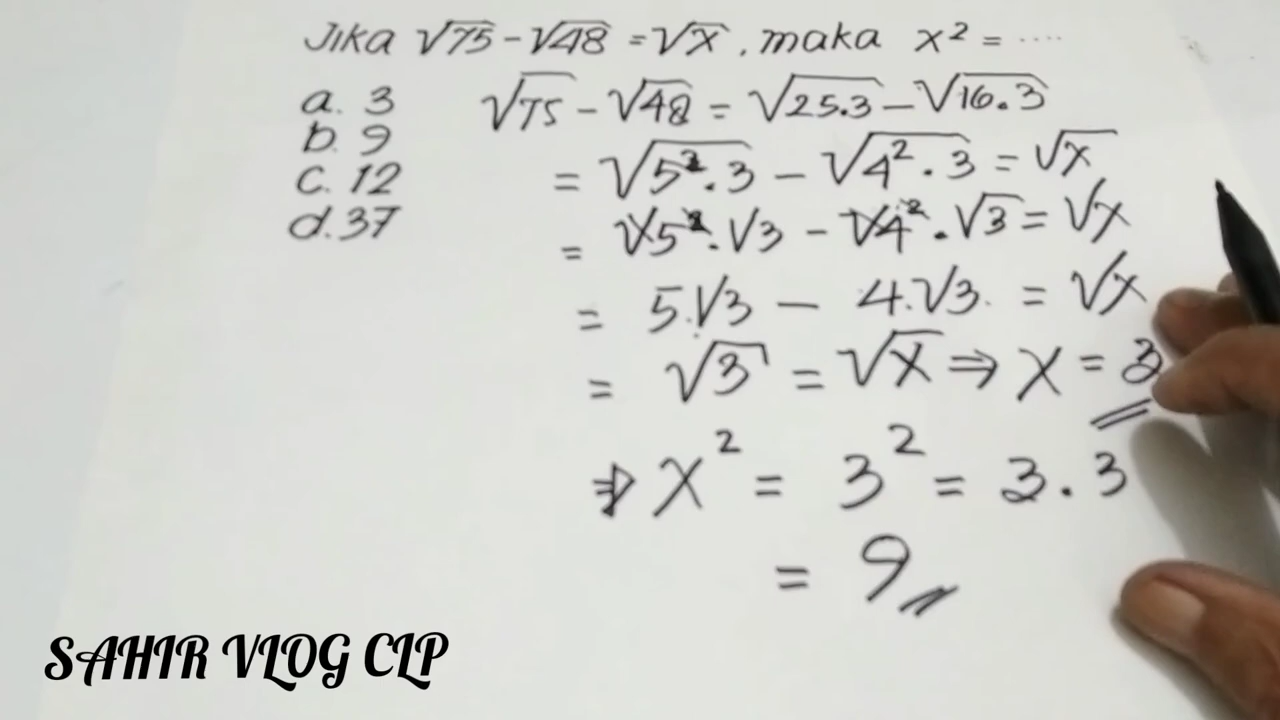 Jika √75 - √48 = √x , maka x² = ....
a. 3
b. 9
c. 12
d. 37
√75 - √48 = √25.3 - √16.3
= √5².3 - √4².3 = √x
= √5².√3 - √4².√3 = √x
= 5.√3 - 4.√3 = √x
= √3 = √x ⇒ x = 3
⇒ x² = 3² = 3.3
= 9
SAHIR VLOG CLP